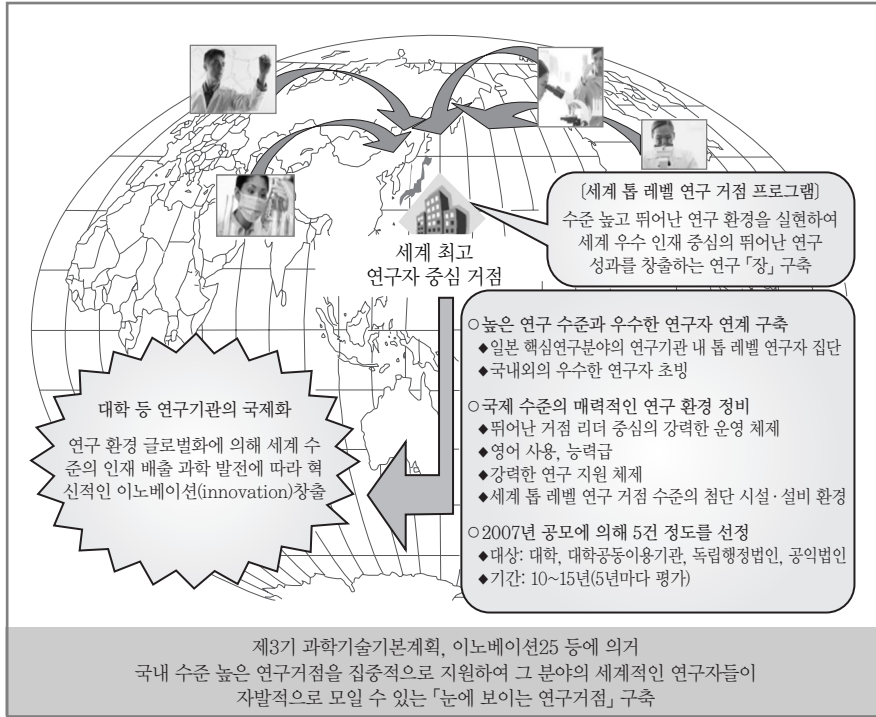 [세계 톱 레벨 연구 거점 프로그램]
수준 높고 뛰어난 연구 환경을 실현하여
세계 우수 인재 중심의 뛰어난 연구
성과를 창출하는 연구 「장」 구축
세계 최고
연구자 중심 거점
○높은 연구 수준과 우수한 연구자 연계 구축
◆일본 핵심연구분야의 연구기관 내 톱 레벨 연구자 집단
◆국내외의 우수한 연구자 초빙
○국제 수준의 매력적인 연구 환경 정비
◆뛰어난 거점 리더 중심의 강력한 운영 체제
◆영어 사용, 능력급
◆강력한 연구 지원 체제
◆세계 톱 레벨 연구 거점 수준의 첨단 시설·설비 환경
○2007년 공모에 의해 5건 정도를 선정
◆대상: 대학, 대학공동이용기관, 독립행정법인, 공익법인
◆기간: 10~15년(5년마다 평가)
대학 등 연구기관의 국제화
연구 환경 글로벌화에 의해 세계 수
준의 인재 배출 과학 발전에 따라 혁
신적인 이노베이션(innovation)창출
제3기 과학기술기본계획, 이노베이션25 등에 의거
국내 수준 높은 연구거점을 집중적으로 지원하여 그 분야의 세계적인 연구자들이
자발적으로 모일 수 있는 「눈에 보이는 연구거점」 구축